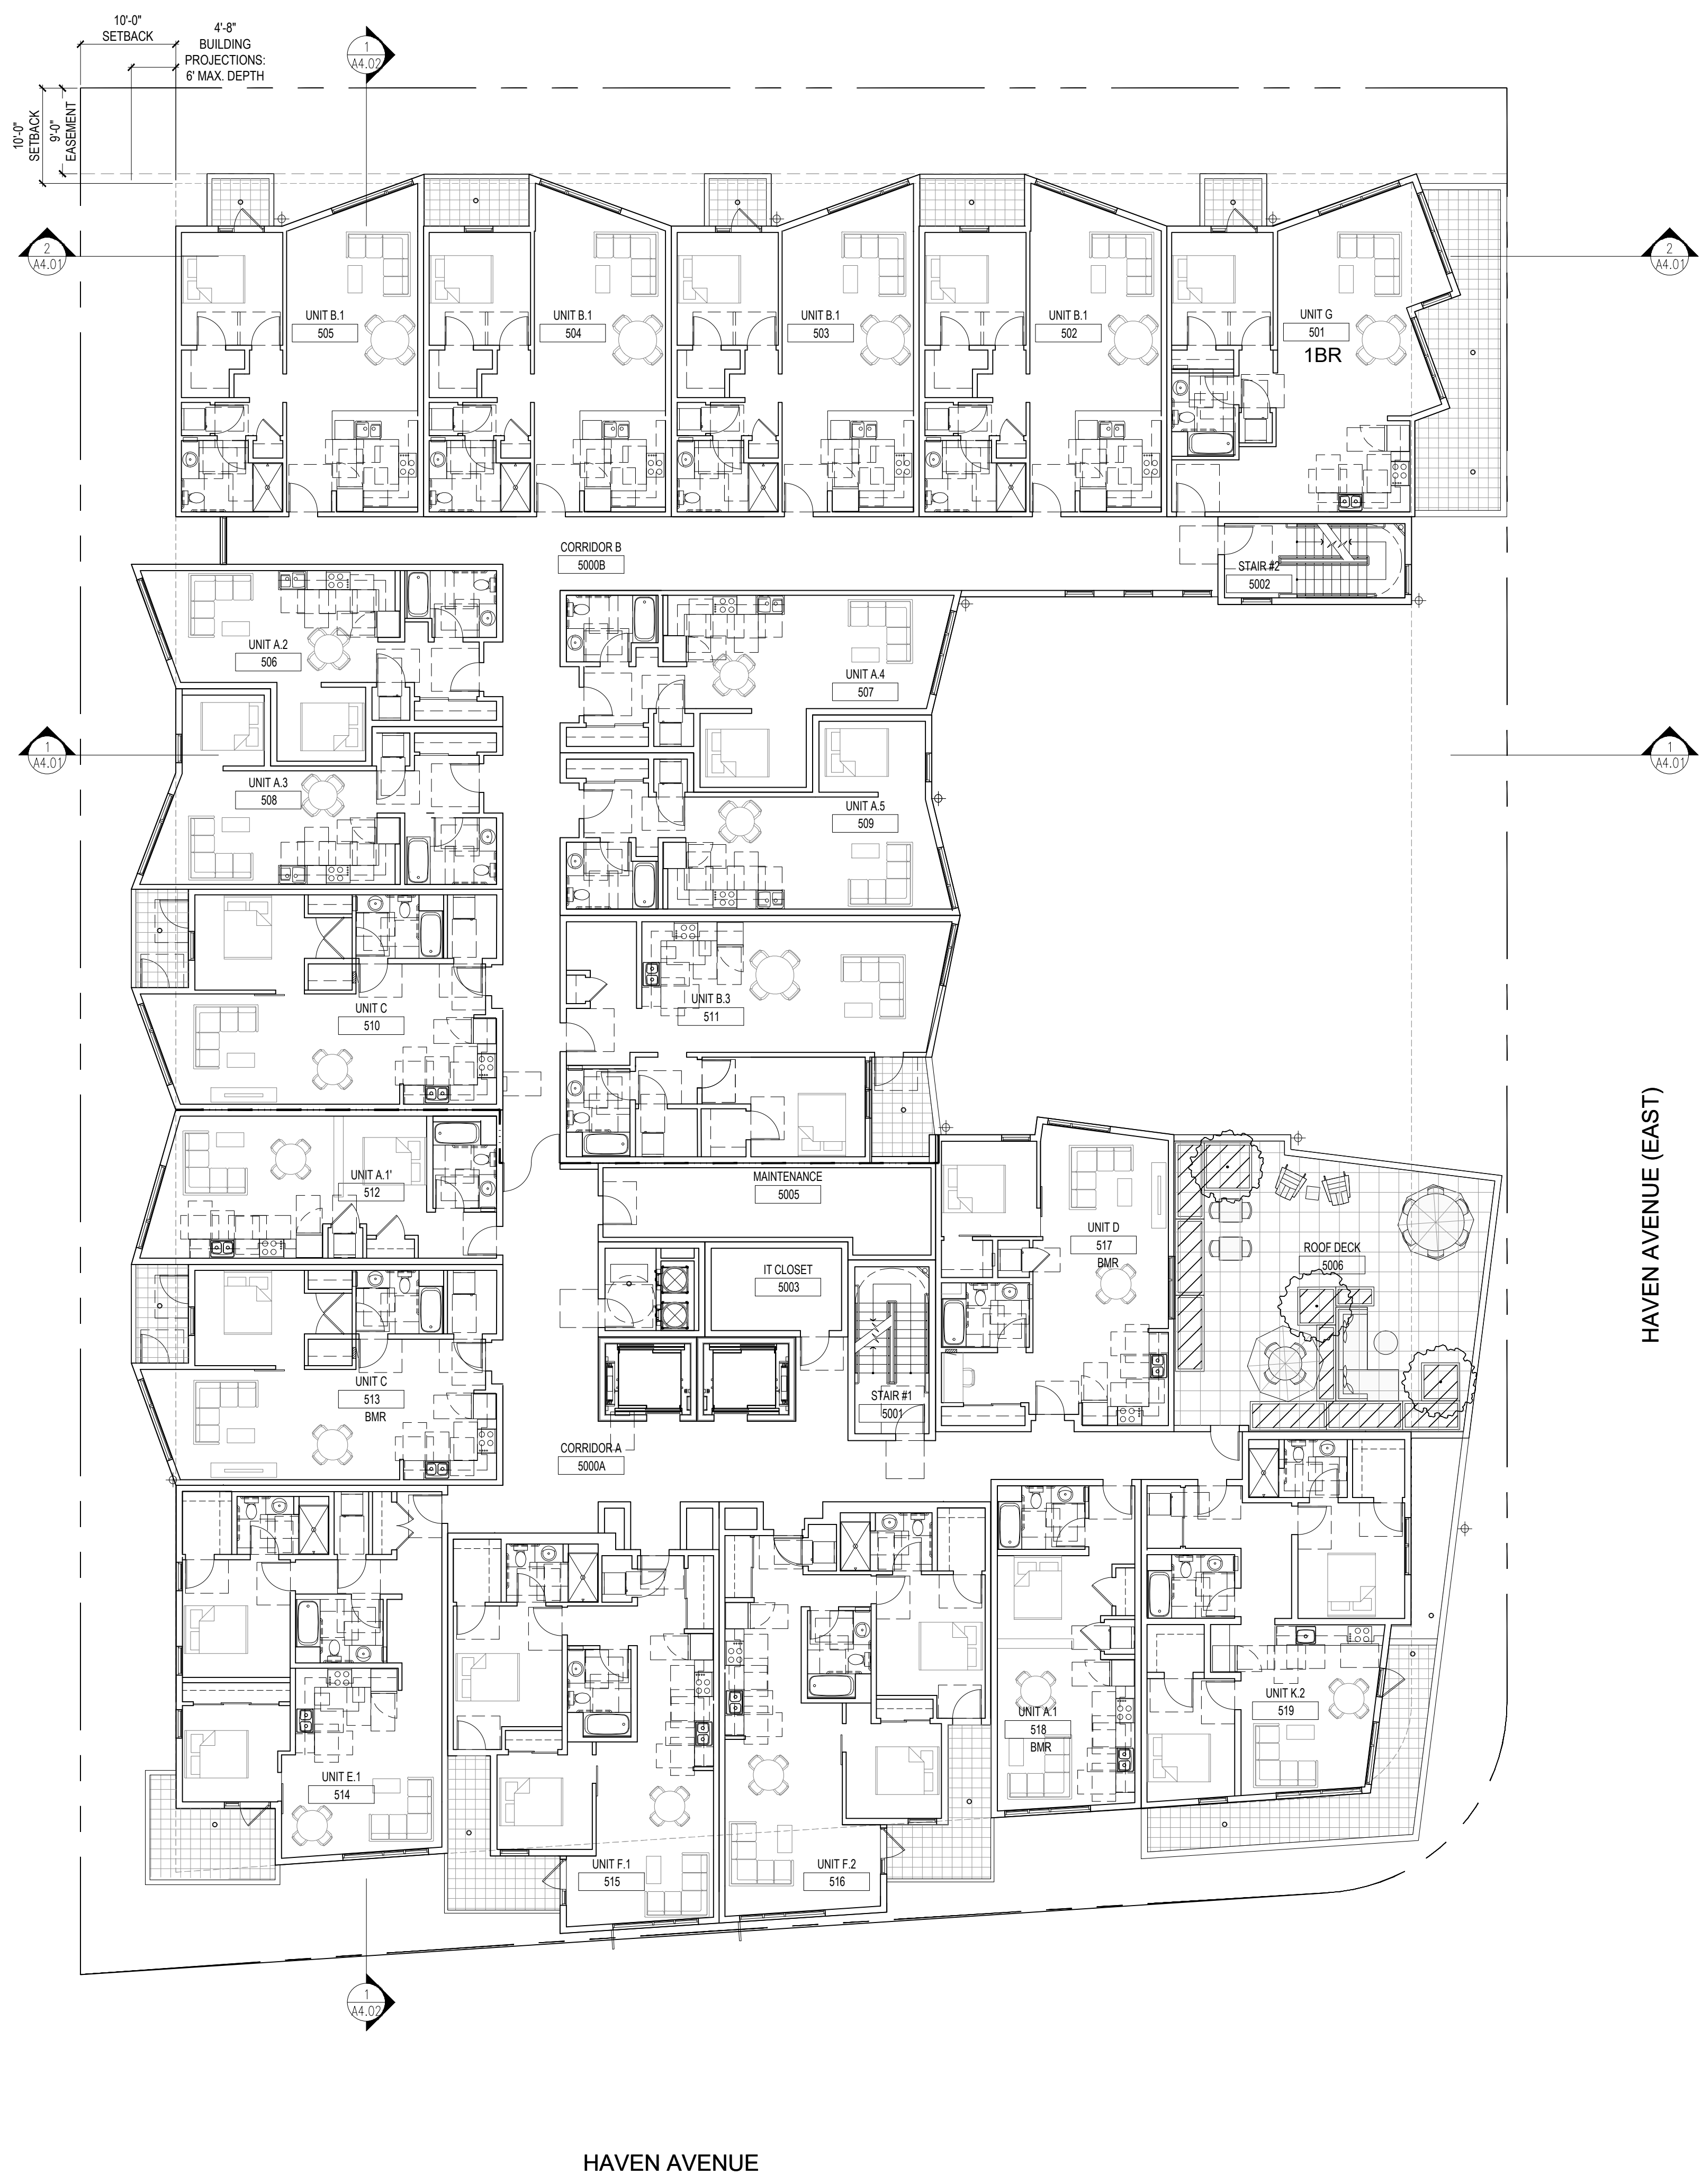 10'-0"
SETBACK
4'-8"
BUILDING
PROJECTIONS:
6' MAX. DEPTH
1
A4.02
10'-0"
SETBACK
9'-0"
EASEMENT
2
A4.01
2
A4.01
UNIT B.1
505
UNIT B.1
504
UNIT B.1
503
UNIT B.1
502
UNIT G
501
1BR
CORRIDOR B
5000B
STAIR #2
5002
UNIT A.2
506
UNIT A.4
507
1
A4.01
1
A4.01
UNIT A.3
508
UNIT A.5
509
UNIT C
510
UNIT B.3
511
UNIT A.1'
512
MAINTENANCE
5005
UNIT D
517
BMR
ROOF DECK
5006
IT CLOSET
5003
HAVEN AVENUE (EAST)
UNIT C
513
BMR
STAIR #1
5001
CORRIDOR A
5000A
UNIT E.1
514
UNIT F.1
515
UNIT F.2
516
UNIT A.1
518
BMR
UNIT K.2
519
1
A4.02
HAVEN AVENUE